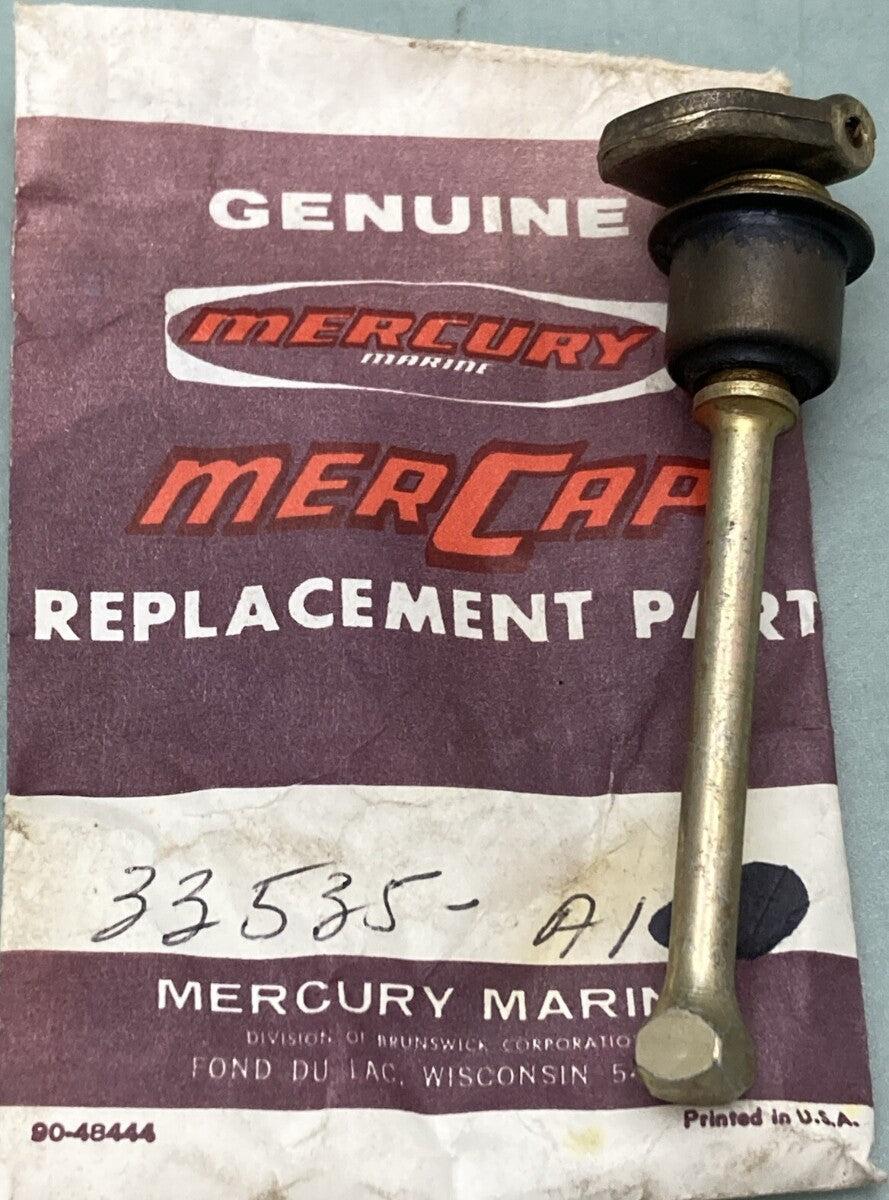 GENUINE
MERCURY
MARINE
MERCAP
REPLACEMENT PART
33535- A1
MERCURY MARIN
DIVISION OF BRUNSWICK CORPORATIO
FOND DU LAC, WISCONSIN 54
90-48444
Printed in U.S.A.